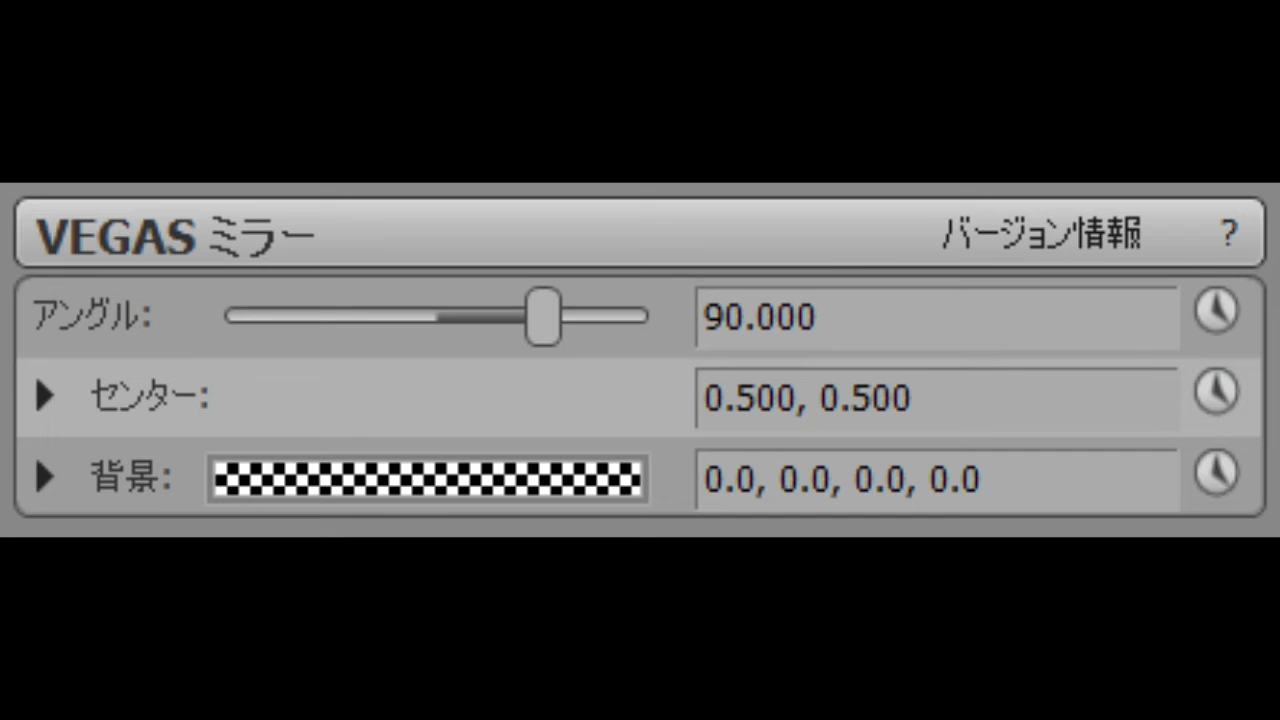 VEGAS ミラー バージョン情報 ?
アングル: 90.000
センター: 0.500, 0.500
背景: 0.0, 0.0, 0.0, 0.0